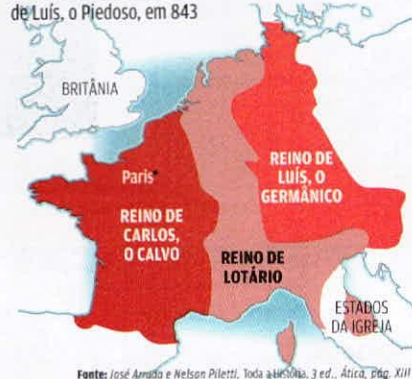 de Luís, o Piedoso, em 843
BRITÂNIA
Paris
REINO DE
LUÍS, O
GERMÂNICO
REINO DE
CARLOS,
O CALVO
REINO DE
LOTÁRIO
ESTADOS
DA IGREJA
Fonte: José Arruda e Nelson Piletti, Toda a História, 3 ed., Ática, pág. XIII